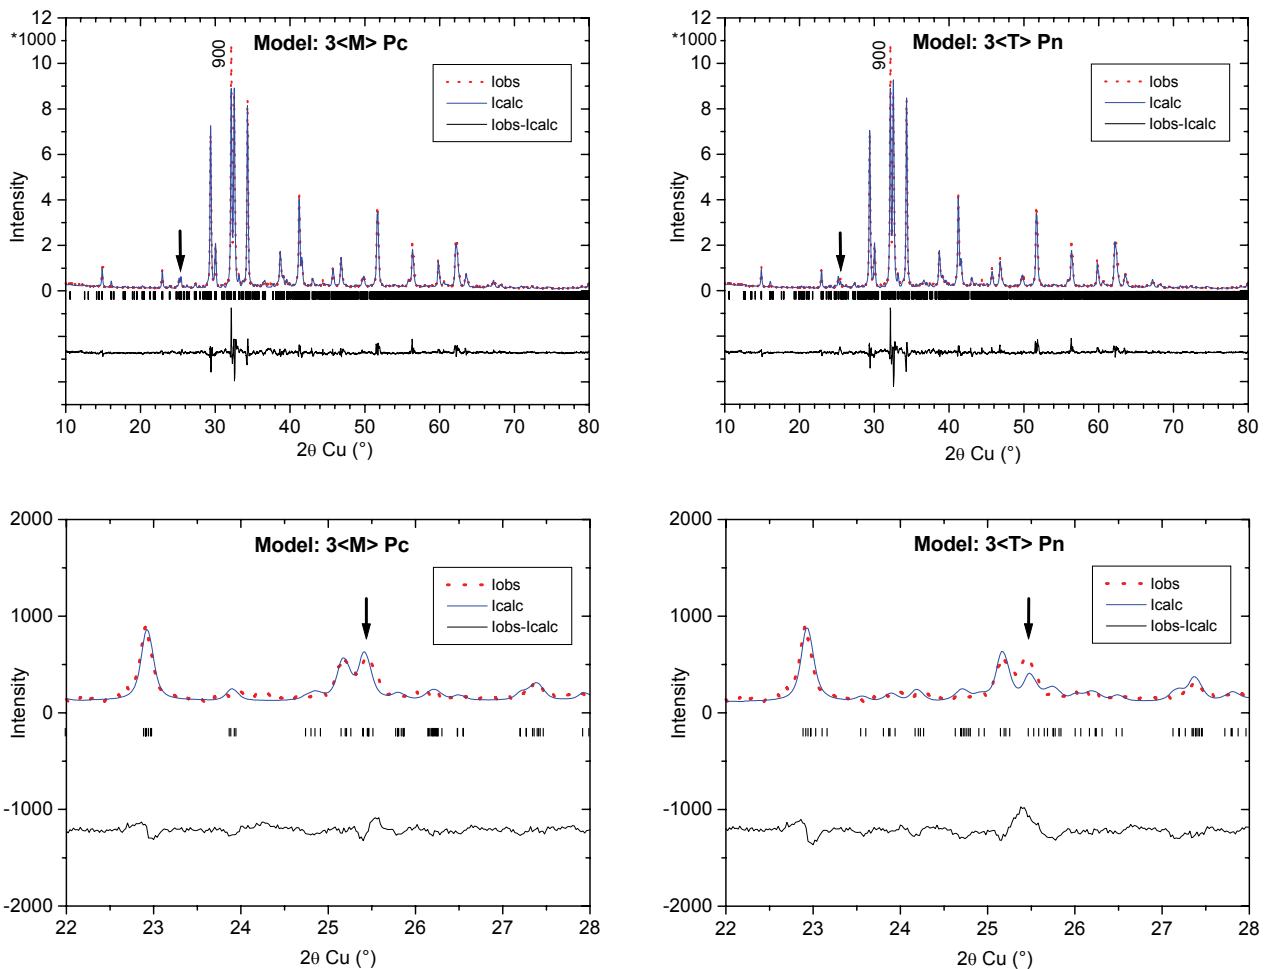 12
*1000
Model: 3<M> Pc
900
10
8
6
4
2
0
Intensity
Iobs
Icalc
Iobs-Icalc
10 20 30 40 50 60 70 80
2θ Cu (°)
12
*1000
Model: 3<T> Pn
900
10
8
6
4
2
0
Intensity
Iobs
Icalc
Iobs-Icalc
10 20 30 40 50 60 70 80
2θ Cu (°)
2000
1000
0
-1000
-2000
Intensity
Model: 3<M> Pc
Iobs
Icalc
Iobs-Icalc
22 23 24 25 26 27 28
2θ Cu (°)
2000
1000
0
-1000
-2000
Intensity
Model: 3<T> Pn
Iobs
Icalc
Iobs-Icalc
22 23 24 25 26 27 28
2θ Cu (°)